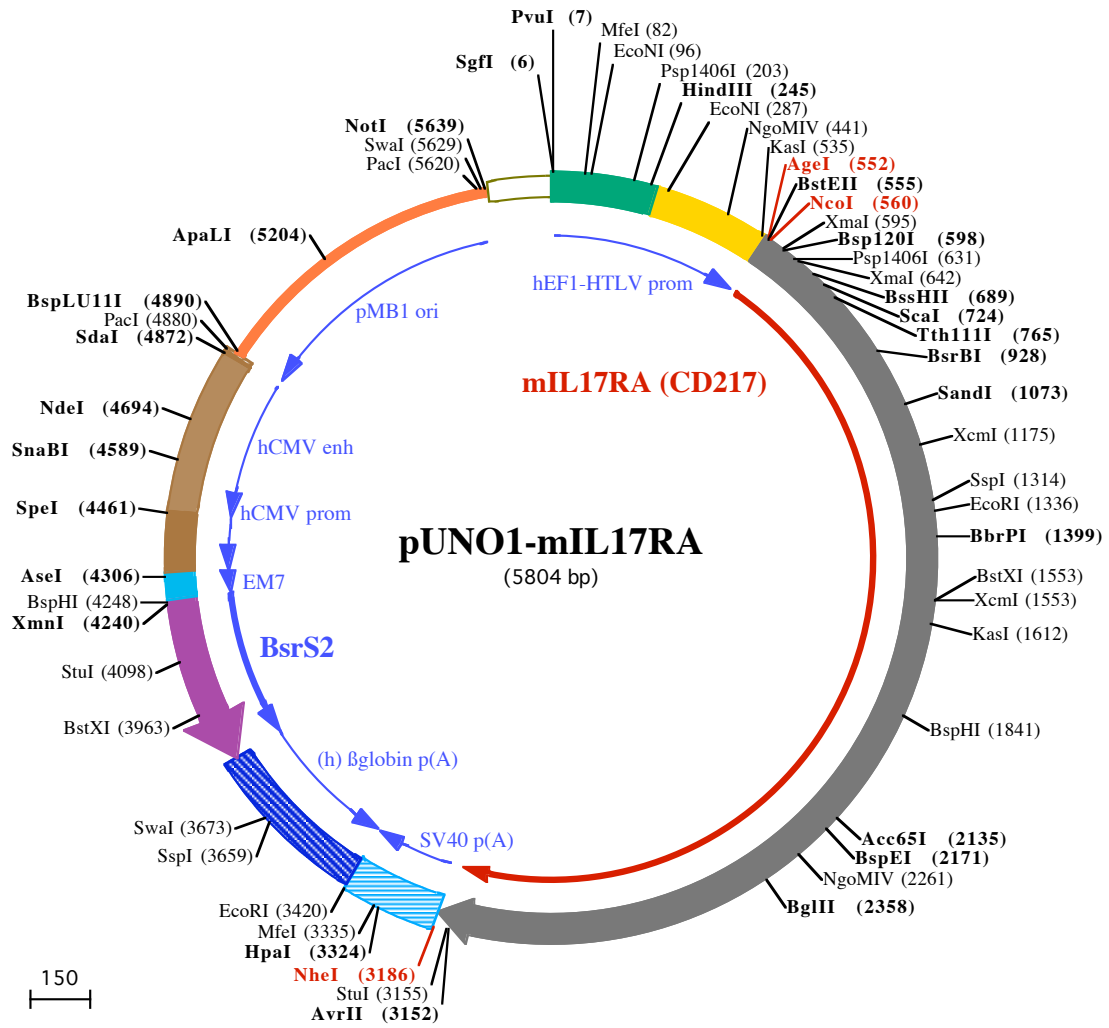 PvuI (7)
MfeI (82)
EcoNI (96)
SgfI (6)
Psp1406I (203)
HindIII (245)
EcoNI (287)
NgoMIV (441)
KasI (535)
AgeI (552)
BstEII (555)
NcoI (560)
XmaI (595)
Bsp120I (598)
Psp1406I (631)
XmaI (642)
BssHII (689)
ScaI (724)
Tth111I (765)
BsrBI (928)
SandI (1073)
XcmI (1175)
SspI (1314)
EcoRI (1336)
BbrPI (1399)
BstXI (1553)
XcmI (1553)
KasI (1612)
BspHI (1841)
Acc65I (2135)
BspEI (2171)
NgoMIV (2261)
BglII (2358)
NotI (5639)
SwaI (5629)
PacI (5620)
ApaLI (5204)
BspLU11I (4890)
PacI (4880)
SdaI (4872)
NdeI (4694)
SnaBI (4589)
SpeI (4461)
AseI (4306)
BspHI (4248)
XmnI (4240)
StuI (4098)
BstXI (3963)
SwaI (3673)
SspI (3659)
EcoRI (3420)
MfeI (3335)
HpaI (3324)
NheI (3186)
StuI (3155)
AvrII (3152)
hEF1-HTLV prom
pMB1 ori
mIL17RA (CD217)
hCMV enh
hCMV prom
pUNO1-mIL17RA
(5804 bp)
EM7
BsrS2
(h) ßglobin p(A)
SV40 p(A)
150